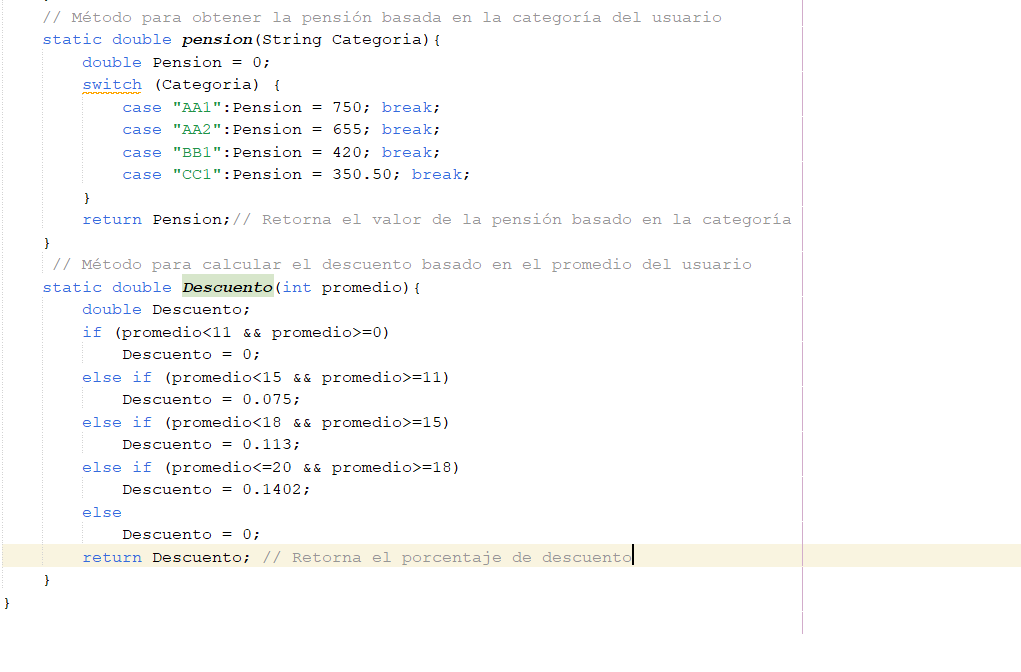 // Método para obtener la pensión basada en la categoría del usuario
static double pension(String Categoria){
double Pension = 0;
switch (Categoria) {
case "AA1":Pension = 750; break;
case "AA2":Pension = 655; break;
case "BB1":Pension = 420; break;
case "CC1":Pension = 350.50; break;
}
return Pension;// Retorna el valor de la pensión basado en la categoría
}
// Método para calcular el descuento basado en el promedio del usuario
static double Descuento(int promedio){
double Descuento;
if (promedio<11 && promedio>=0)
Descuento = 0;
else if (promedio<15 && promedio>=11)
Descuento = 0.075;
else if (promedio<18 && promedio>=15)
Descuento = 0.113;
else if (promedio<=20 && promedio>=18)
Descuento = 0.1402;
else
Descuento = 0;
return Descuento; // Retorna el porcentaje de descuento
}
}